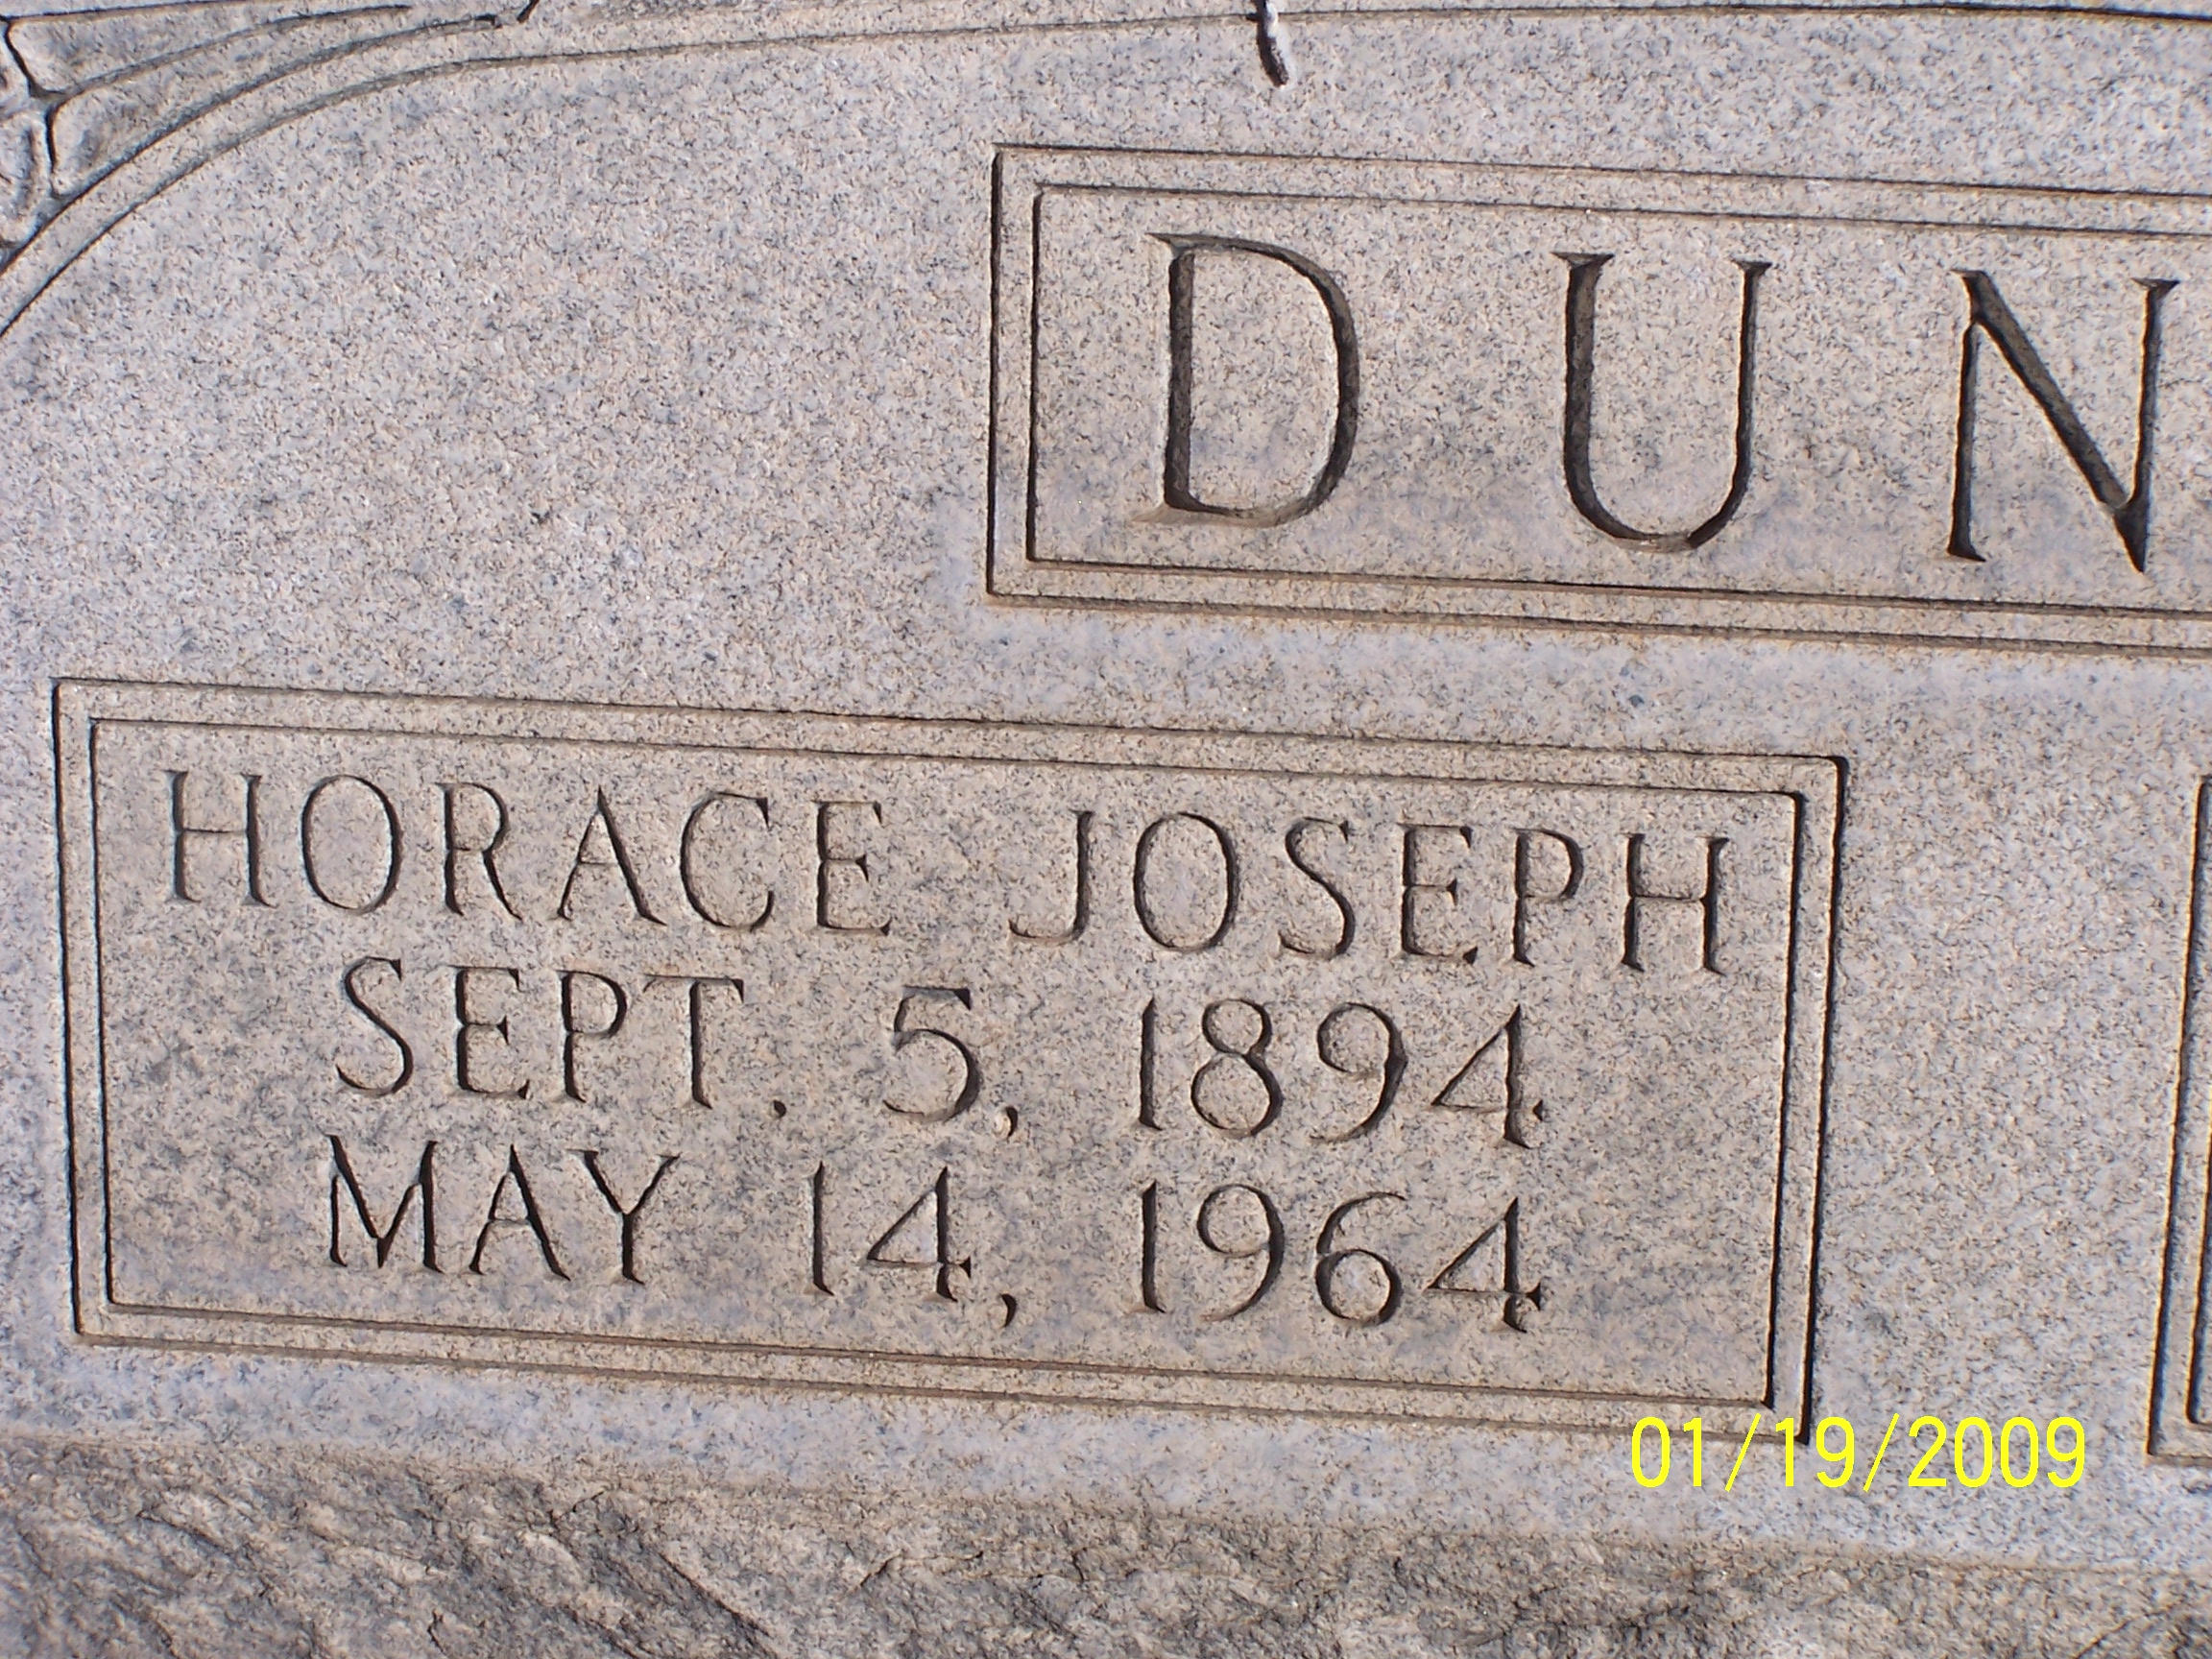 DUN
HORACE JOSEPH
SEPT. 5, 1894
MAY 14, 1964
01/19/2009